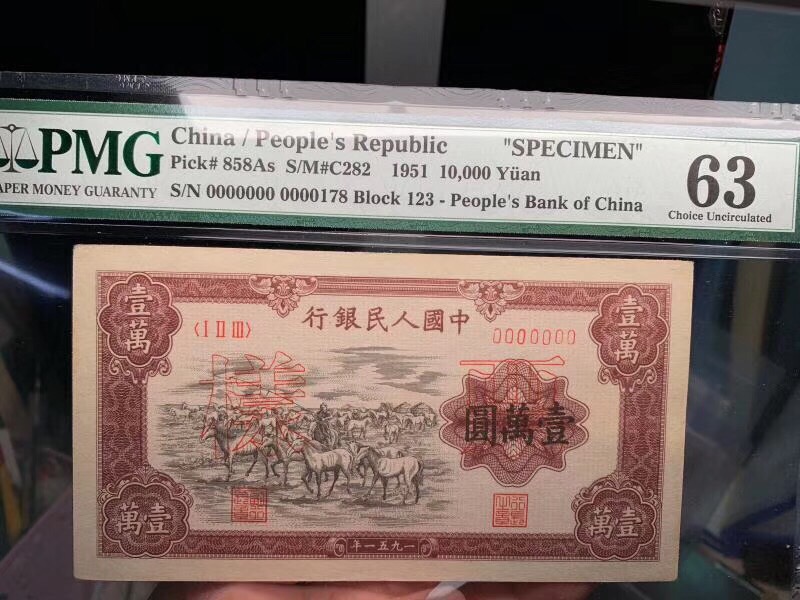 PMG
APER MONEY GUARANTY
China / People's Republic "SPECIMEN"
Pick# 858As S/M#C282 1951 10,000 Yüan
S/N 0000000 0000178 Block 123 - People's Bank of China
63
Choice Uncirculated
壹萬
壹萬
中國人民銀行
〈I II III〉
0000000
樣
壹萬圓
壹萬
壹萬
一九五一年